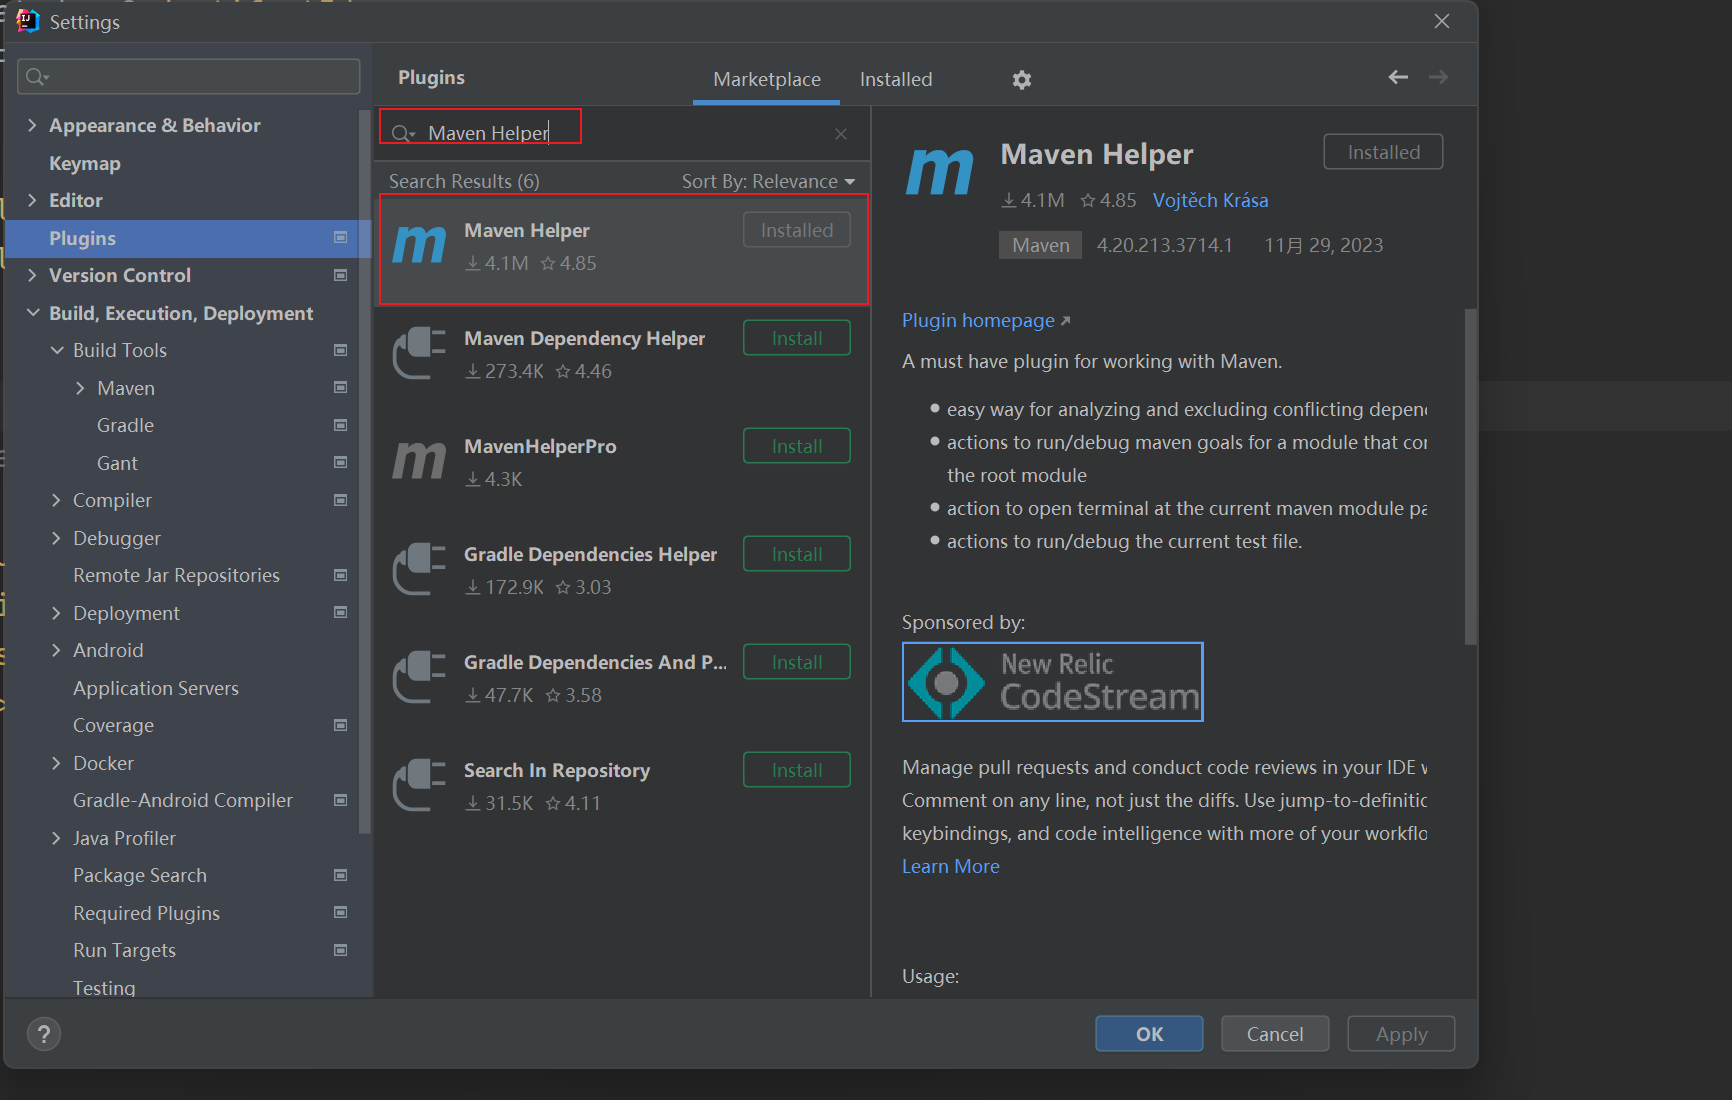 Settings
Plugins
Marketplace
Installed
Appearance & Behavior
Keymap
Editor
Plugins
Version Control
Build, Execution, Deployment
Build Tools
Maven
Gradle
Gant
Compiler
Debugger
Remote Jar Repositories
Deployment
Android
Application Servers
Coverage
Docker
Gradle-Android Compiler
Java Profiler
Package Search
Required Plugins
Run Targets
Testing
Maven Helper
Search Results (6)
Sort By: Relevance
Maven Helper
Installed
4.1M 4.85
Maven Dependency Helper
Install
273.4K 4.46
MavenHelperPro
Install
4.3K
Gradle Dependencies Helper
Install
172.9K 3.03
Gradle Dependencies And P...
Install
47.7K 3.58
Search In Repository
Install
31.5K 4.11
Maven Helper
Installed
4.1M 4.85 Vojtěch Krása
Maven 4.20.213.3714.1 11月 29, 2023
Plugin homepage
A must have plugin for working with Maven.
easy way for analyzing and excluding conflicting
actions to run/debug maven goals for a module that
the root module
action to open terminal at the current maven module
actions to run/debug the current test file.
Sponsored by:
New Relic
CodeStream
Manage pull requests and conduct code reviews in your IDE
Comment on any line, not just the diffs. Use
keybindings, and code intelligence with more of your
Learn More
Usage:
?
OK
Cancel
Apply